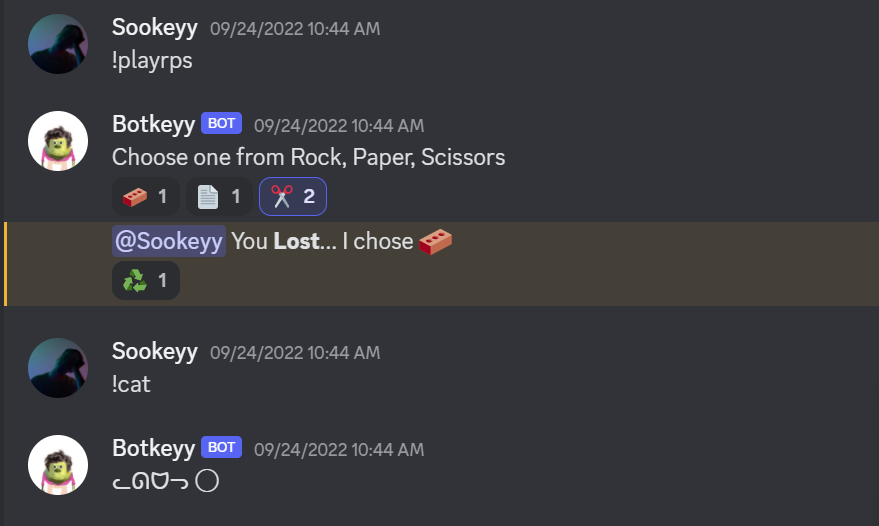 Sookeyy 09/24/2022 10:44 AM
!playrps
Botkeyy BOT 09/24/2022 10:44 AM
Choose one from Rock, Paper, Scissors
🧱 1 📄 1 ✂️ 2
@Sookeyy You Lost... I chose 🧱
♻️ 1
Sookeyy 09/24/2022 10:44 AM
!cat
Botkeyy BOT 09/24/2022 10:44 AM